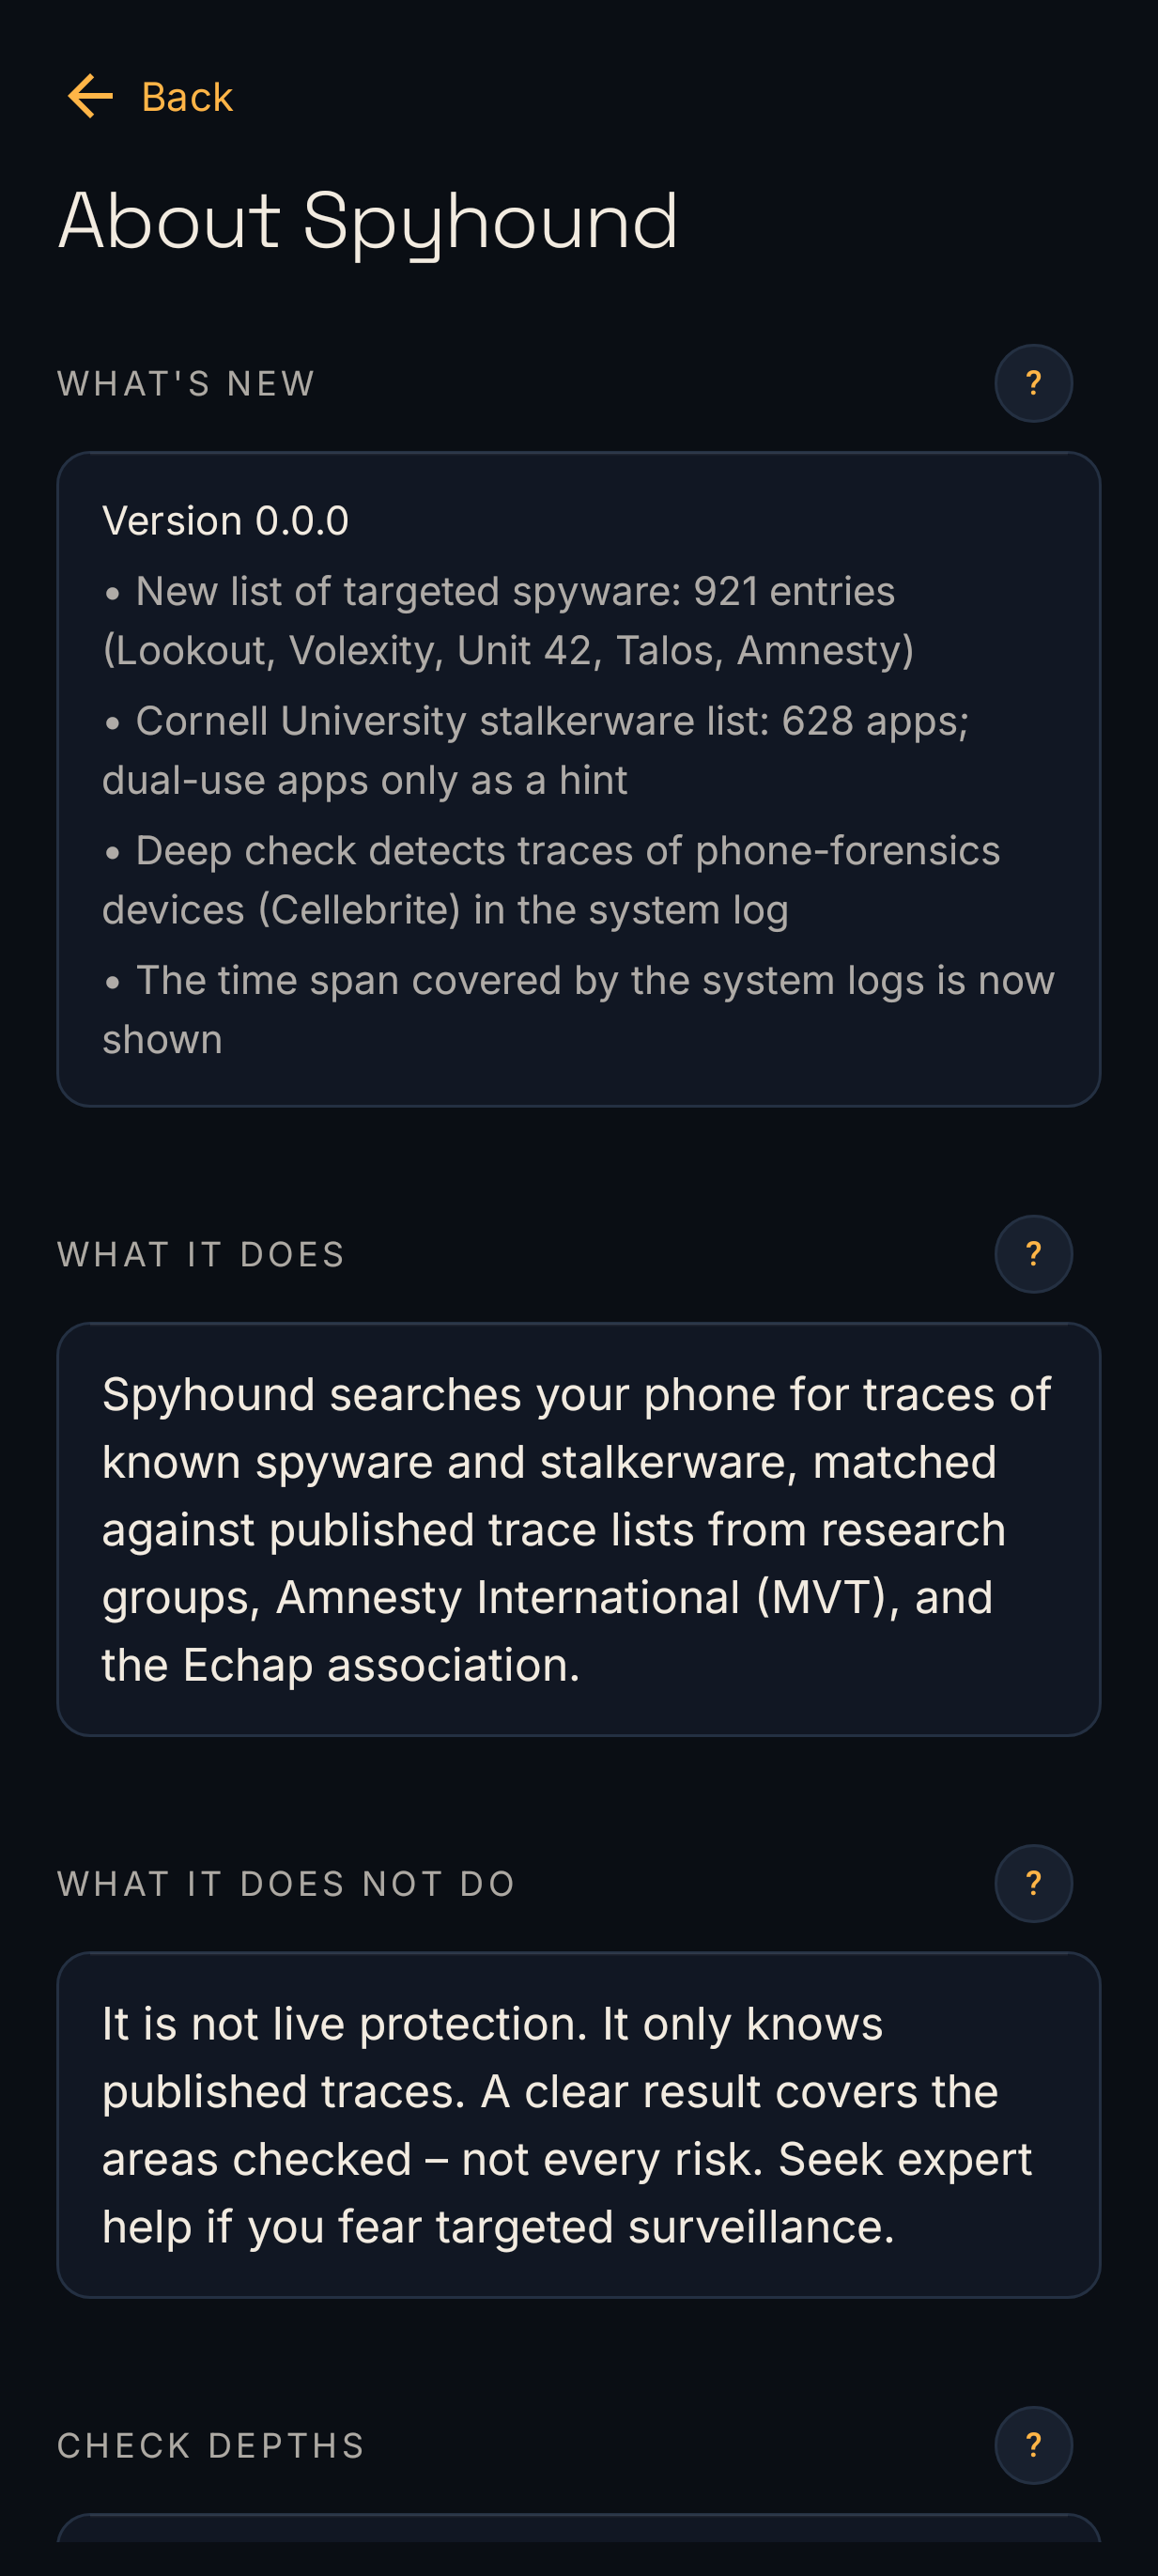 Back
About Spyhound
WHAT'S NEW
?
Version 0.0.0
• New list of targeted spyware: 921 entries
(Lookout, Volexity, Unit 42, Talos, Amnesty)
• Cornell University stalkerware list: 628 apps;
dual-use apps only as a hint
• Deep check detects traces of phone-forensics
devices (Cellebrite) in the system log
• The time span covered by the system logs is now
shown
WHAT IT DOES
?
Spyhound searches your phone for traces of
known spyware and stalkerware, matched
against published trace lists from research
groups, Amnesty International (MVT), and
the Echap association.
WHAT IT DOES NOT DO
?
It is not live protection. It only knows
published traces. A clear result covers the
areas checked – not every risk. Seek expert
help if you fear targeted surveillance.
CHECK DEPTHS
?